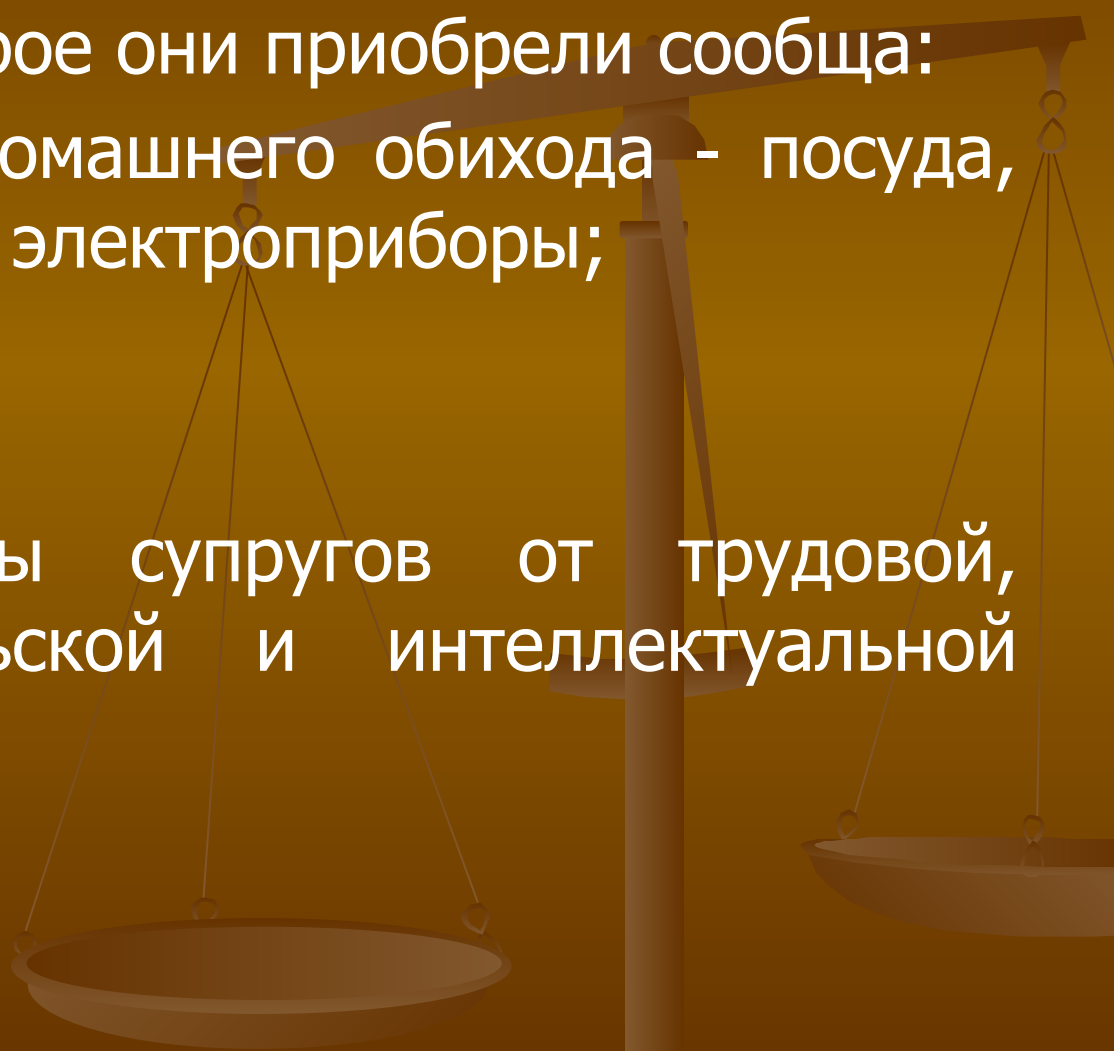 рое они приобрели сообща:
омашнего обихода - посуда,
электроприборы;
ы супругов от трудовой,
ьской и интеллектуальной